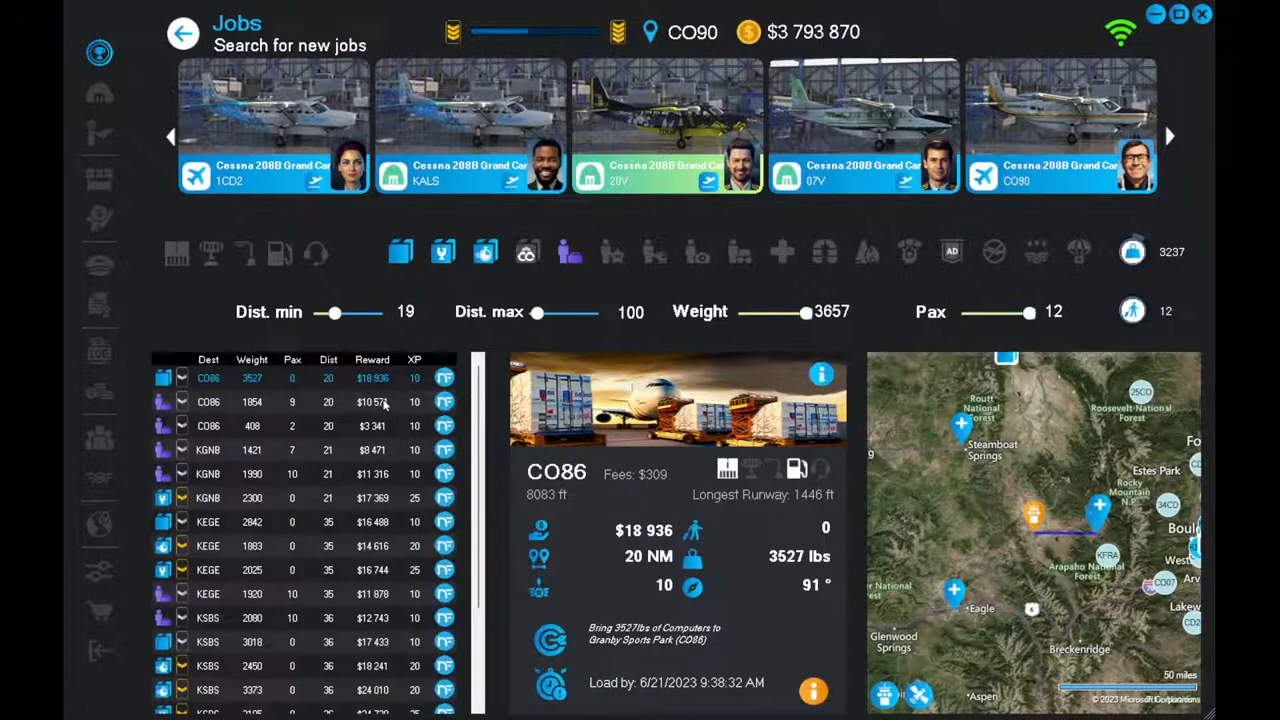 Jobs
Search for new jobs
CO90
$3 793 870
Cessna 208B Grand Car
1CD2
Cessna 208B Grand Car
KALS
Cessna 208B Grand Car
20V
Cessna 208B Grand Car
07V
Cessna 208B Grand Car
CO90
AD
3237
Dist. min 19 Dist. max 100 Weight 3657 Pax 12
12
Dest Weight Pax Dist Reward XP
CO86 3527 0 20 $18 936 10
CO86 1854 9 20 $10 571 10
CO86 408 2 20 $3 341 10
KGNB 1421 7 21 $8 471 10
KGNB 1990 10 21 $11 316 10
KGNB 2300 0 21 $17 369 25
KEGE 2842 0 35 $16 488 10
KEGE 1883 0 35 $14 616 20
KEGE 2025 0 35 $16 744 25
KEGE 1920 10 35 $11 878 10
KSBS 2080 10 36 $12 743 10
KSBS 3018 0 36 $17 433 10
KSBS 2450 0 36 $18 241 20
KSBS 3373 0 36 $24 010 20
CO86 Fees: $309
8083 ft Longest Runway: 1446 ft
$18 936 0
20 NM 3527 lbs
10 91 °
Bring 3527lbs of Computers to
Granby Sports Park (CO86)
Load by: 6/21/2023 9:38:32 AM
25CO
Routt
National
Forest
Roosevelt National
Forest
Steamboat
Springs
Estes Park
Rocky
Mountain
N.P.
34CD
KFRA
Arapaho National
Forest
CO07
Eagle
6
Glenwood
Springs
Breckenridge
Aspen
50 miles
© 2023 Microsoft Corporation